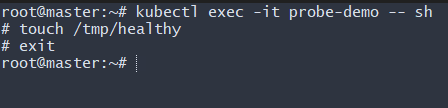 root@master:~# kubectl exec -it probe-demo -- sh
# touch /tmp/healthy
# exit
root@master:~#